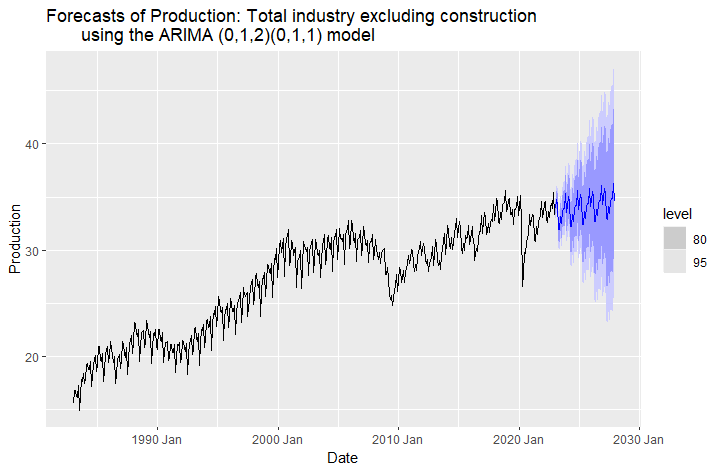 Forecasts of Production: Total industry excluding construction
using the ARIMA (0,1,2)(0,1,1) model
40
30
20
Production
1990 Jan
2000 Jan
2010 Jan
2020 Jan
2030 Jan
Date
level
80
95